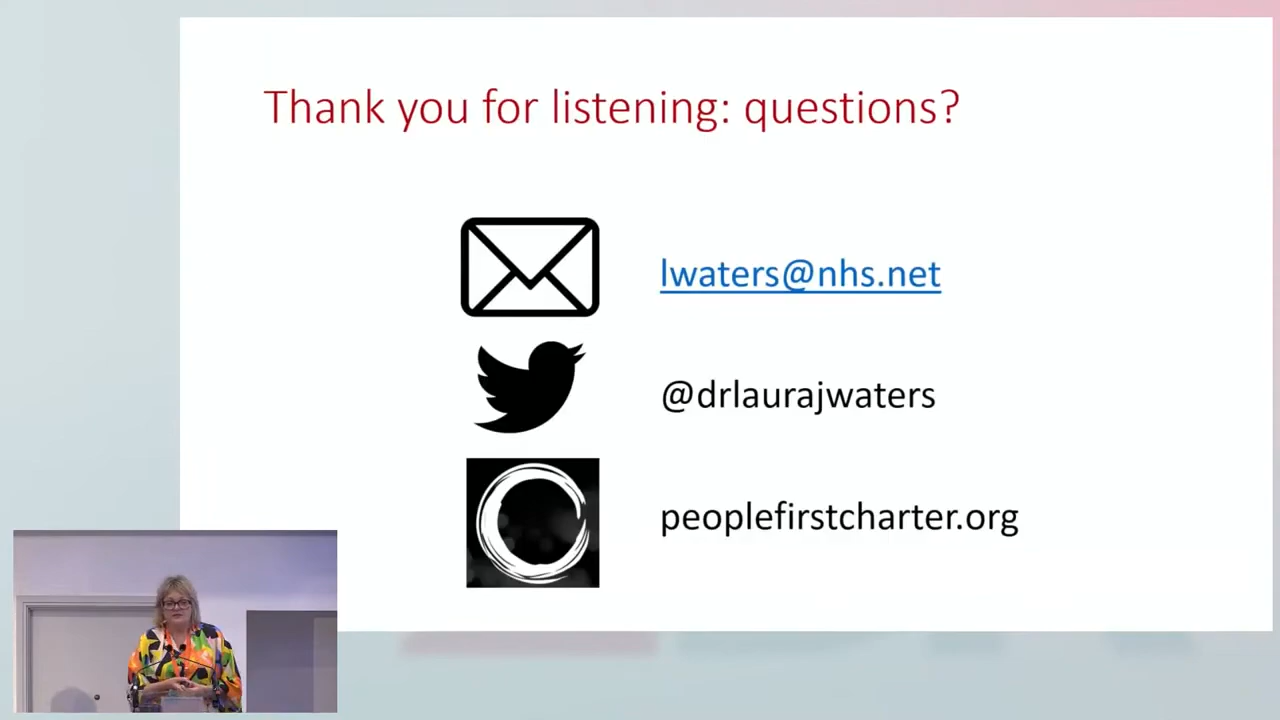 Thank you for listening: questions?
lwaters@nhs.net
@drlaurajwaters
peoplefirstcharter.org